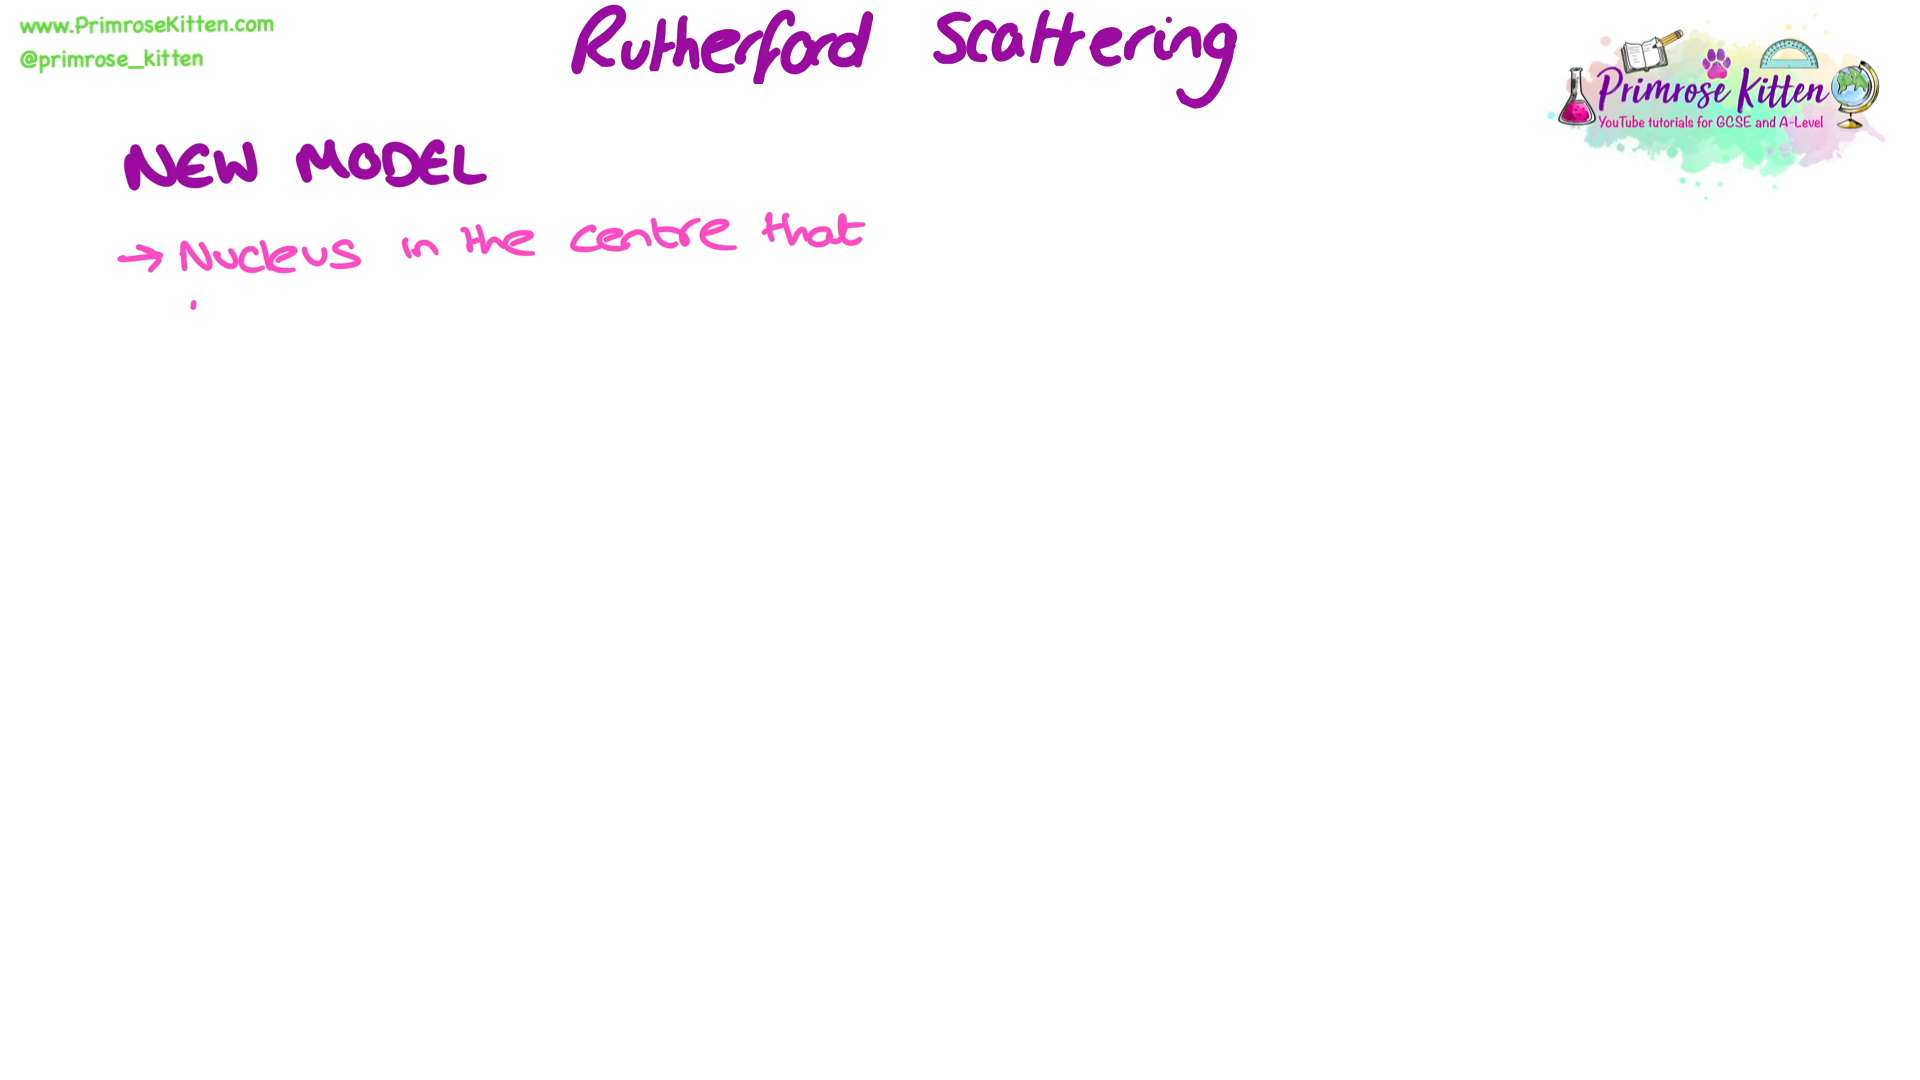 www.PrimroseKitten.com
@primrose_kitten
Rutherford Scattering
Primrose Kitten
YouTube tutorials for GCSE and A-Level
NEW MODEL
→ Nucleus in the centre that